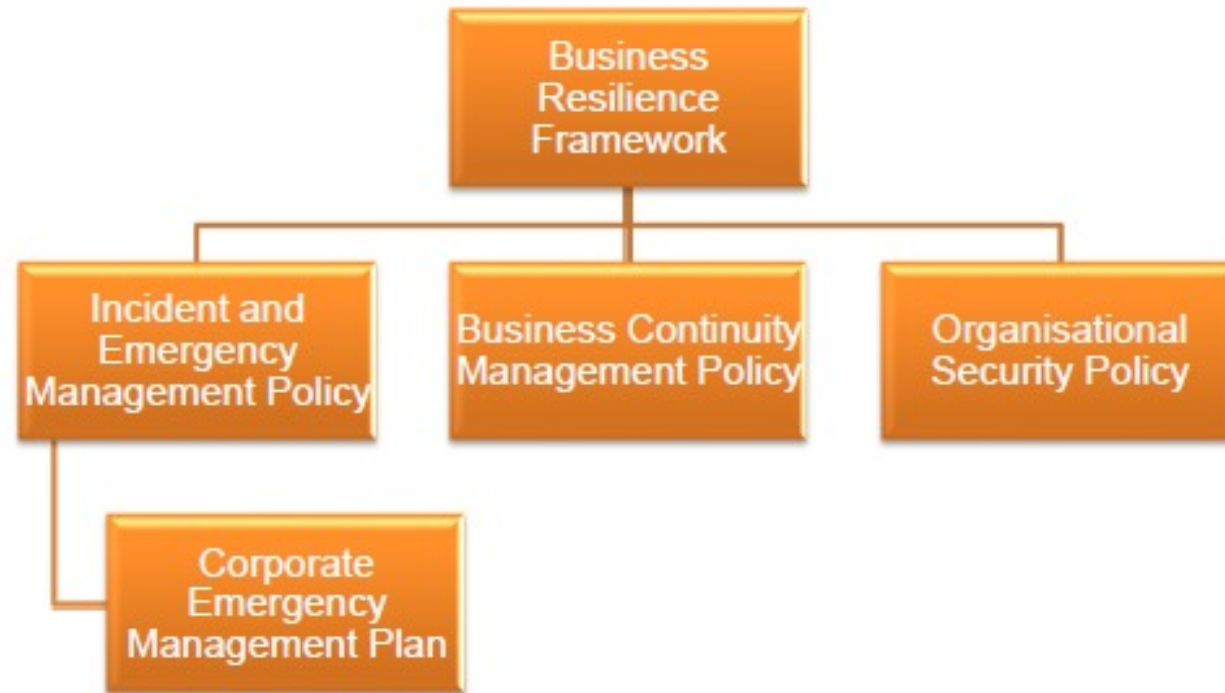 Business
Resilience
Framework
Incident and
Emergency
Management Policy
Business Continuity
Management Policy
Organisational
Security Policy
Corporate
Emergency
Management Plan